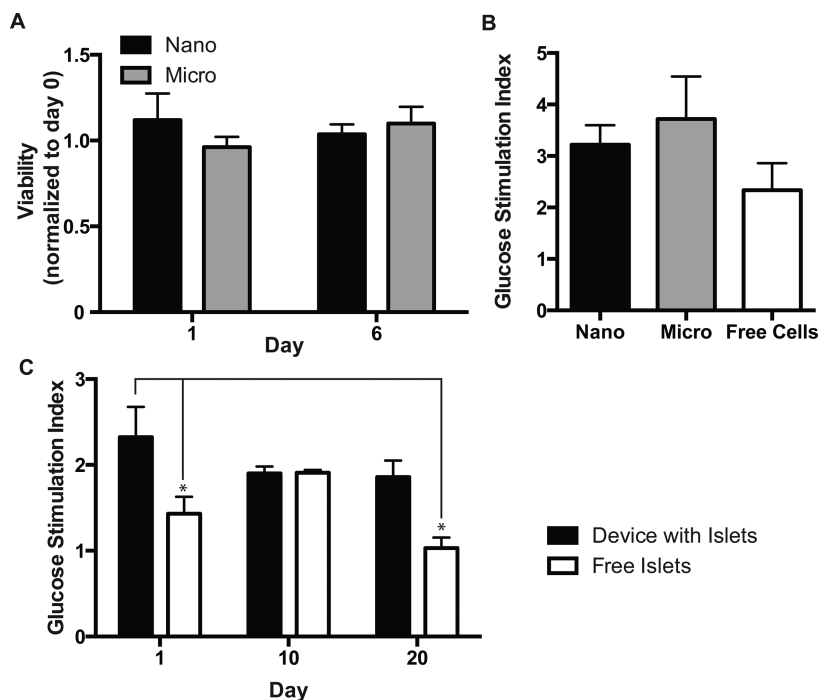 A
Nano
Micro
Viability
(normalized to day 0)
1.5
1.0
0.5
0
1 6
Day
B
Glucose Stimulation Index
5
4
3
2
1
0
Nano Micro Free Cells
C
Glucose Stimulation Index
3
2
1
0
* *
1 10 20
Day
Device with Islets
Free Islets